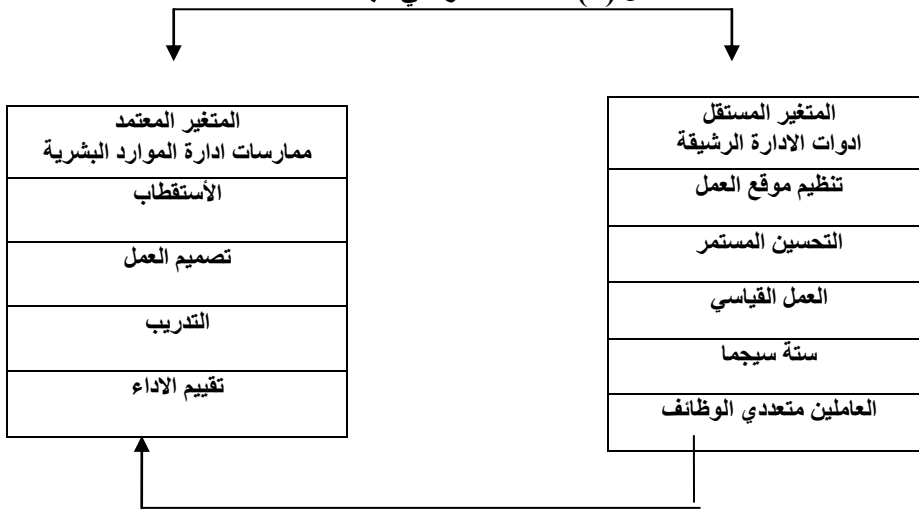 المتغير المستقل
ادوات الادارة الرشيقة
تنظيم موقع العمل
التحسين المستمر
العمل القياسي
ستة سيجما
العاملين متعددي الوظائف
المتغير المعتمد
ممارسات ادارة الموارد البشرية
الأستقطاب
تصميم العمل
التدريب
تقييم الاداء